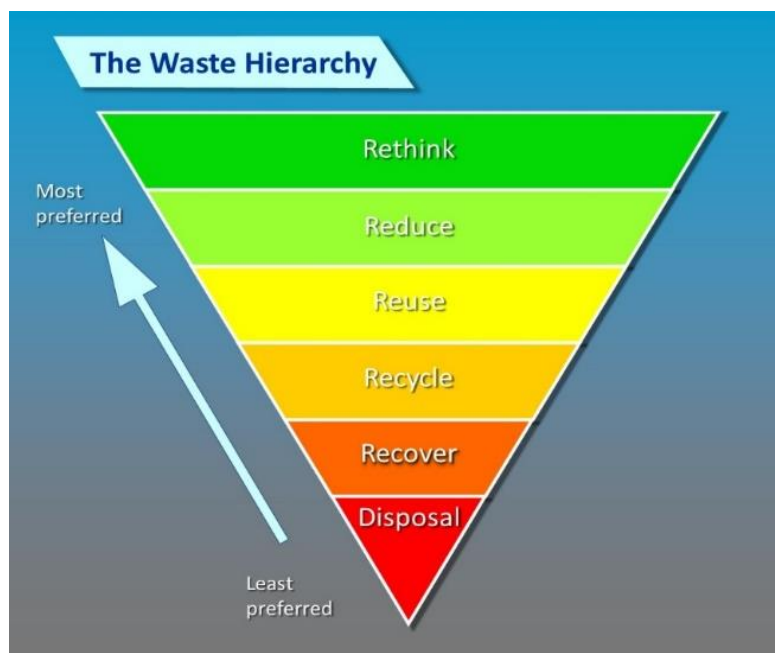 The Waste Hierarchy
Rethink
Most
preferred
Reduce
Reuse
Recycle
Recover
Disposal
Least
preferred